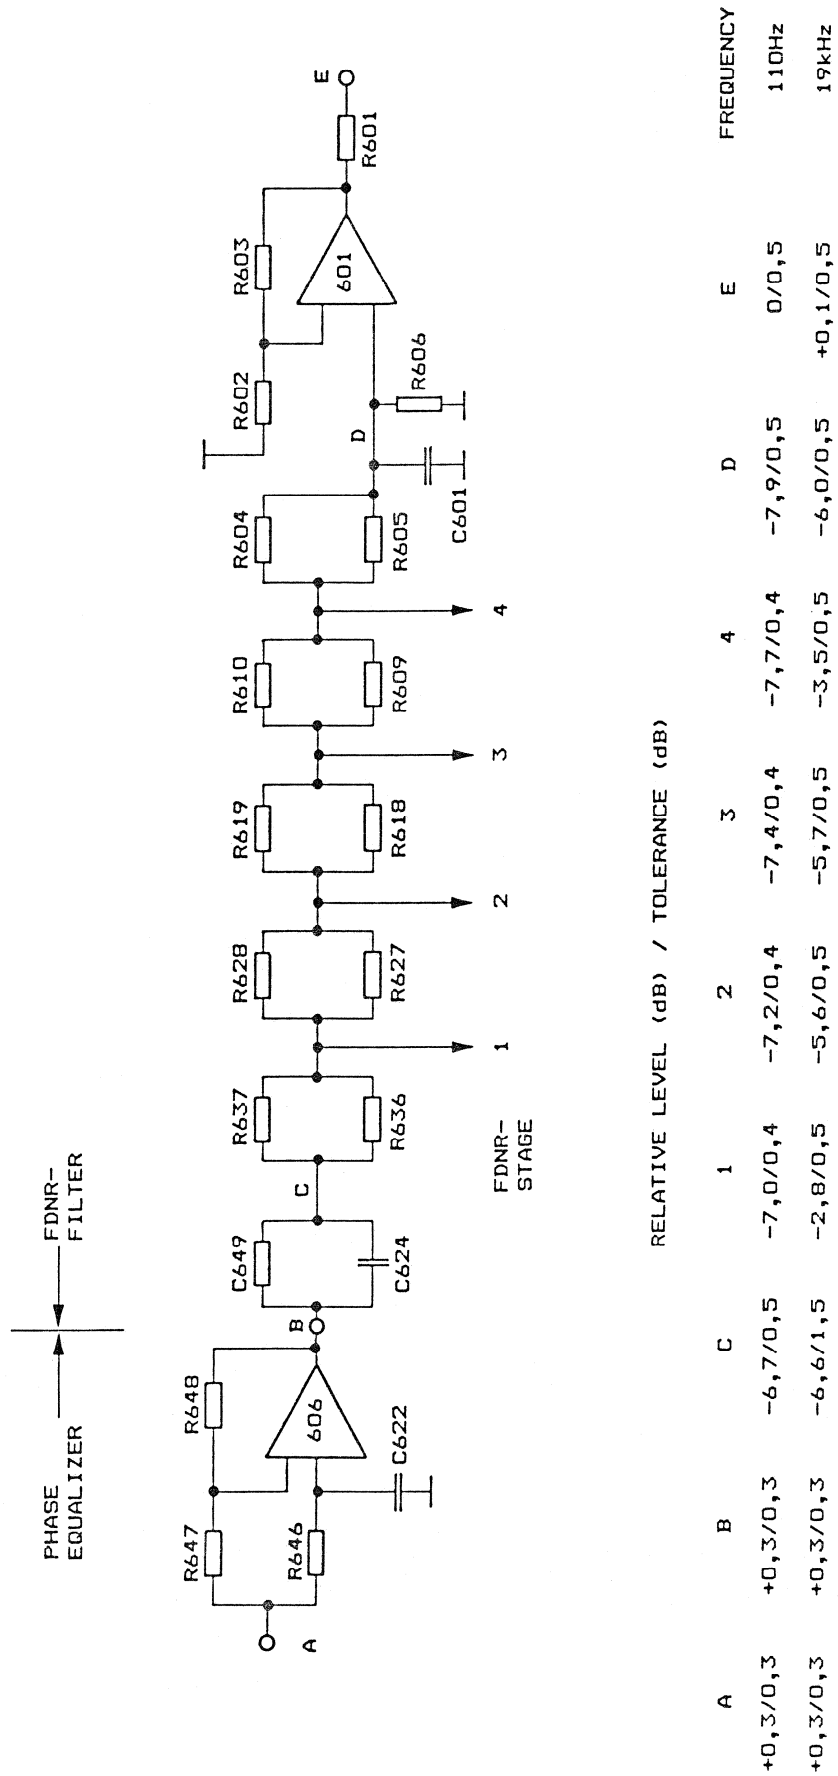 PHASE
EQUALIZER
FDNR-
FILTER
A
R647
R646
R648
606
C622
B
C649
C624
C
R637
R636
1
FDNR-
STAGE
R628
R627
2
R619
R618
3
R610
R609
4
R604
R605
C601
D
R602
R606
R603
601
R601
E
RELATIVE LEVEL (dB) / TOLERANCE (dB)
A B C 1 2 3 4 D E FREQUENCY
+0,3/0,3 +0,3/0,3 -6,7/0,5 -7,0/0,4 -7,2/0,4 -7,4/0,4 -7,7/0,4 -7,9/0,5 0/0,5 110Hz
+0,3/0,3 +0,3/0,3 -6,6/1,5 -2,8/0,5 -5,6/0,5 -5,7/0,5 -3,5/0,5 -6,0/0,5 +0,1/0,5 19kHz